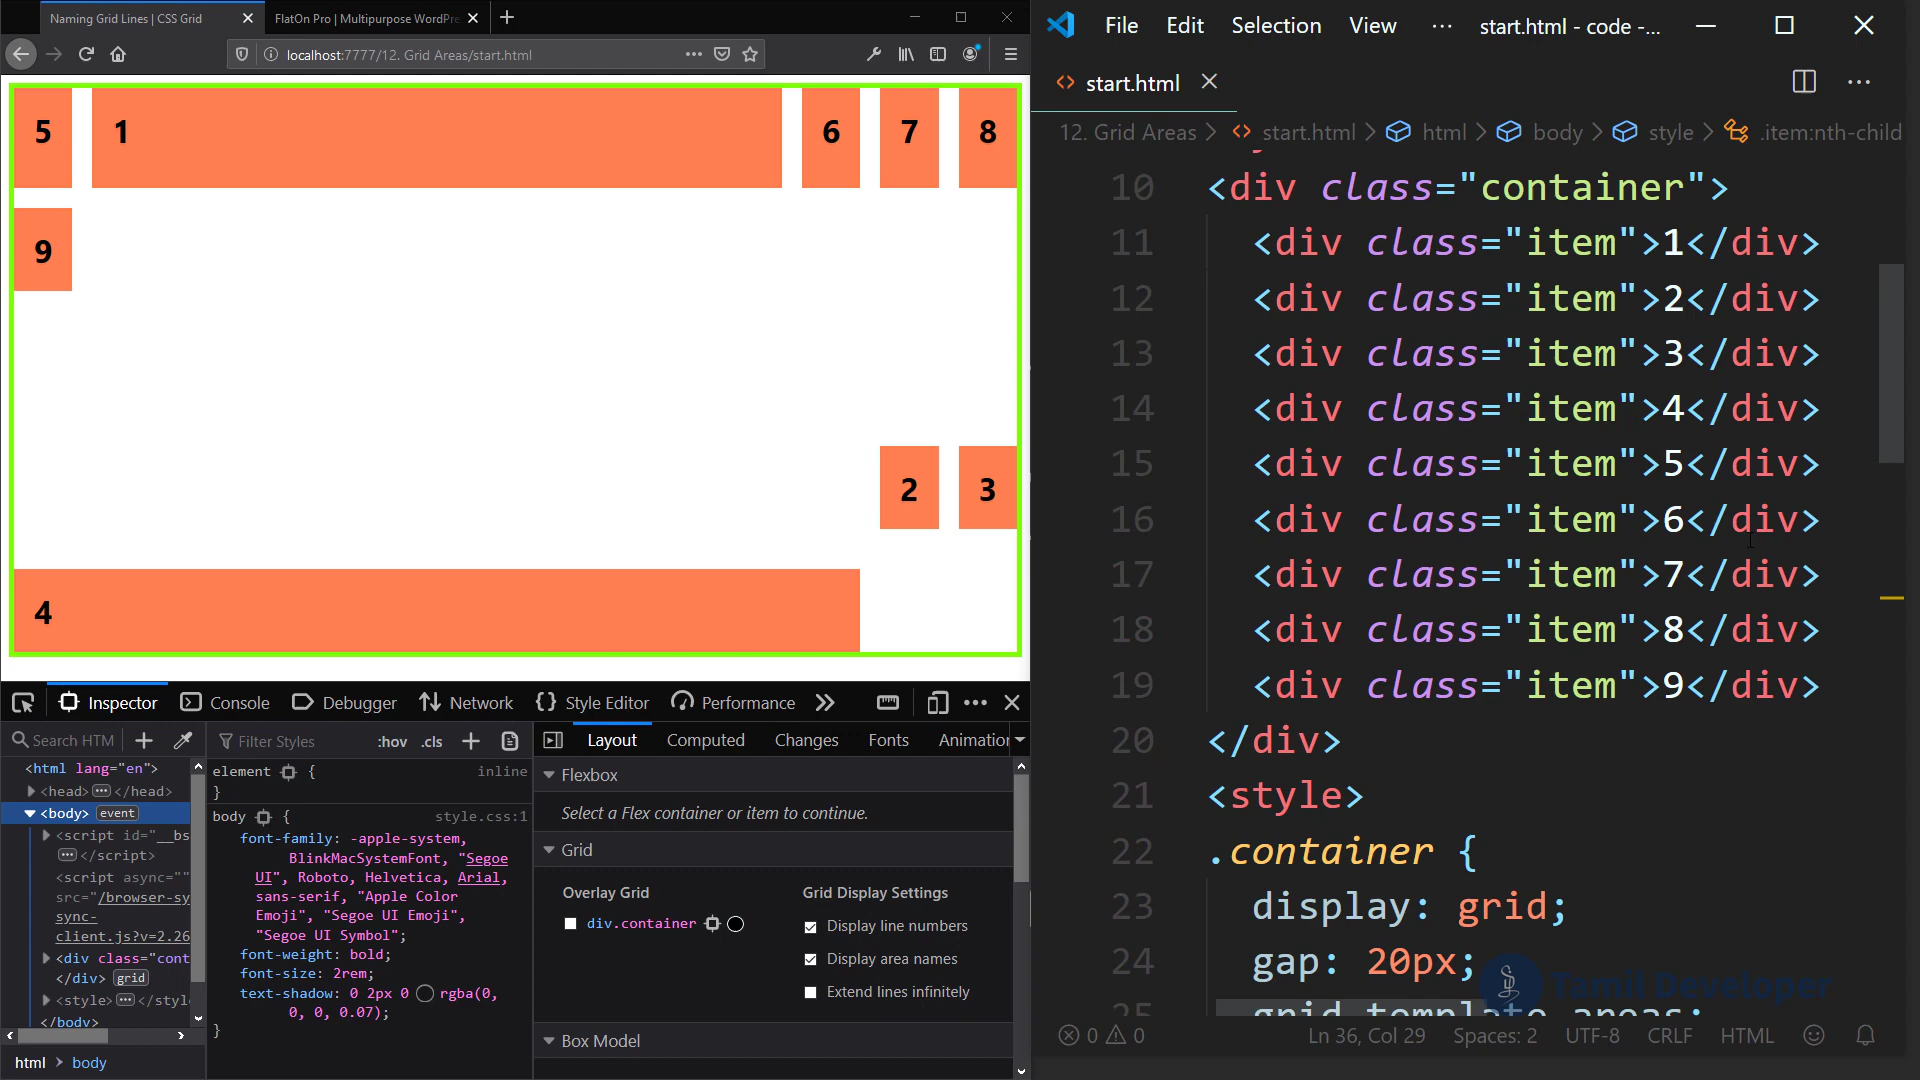 Naming Grid Lines | CSS Grid
FlatOn Pro | Multipurpose WordPre
localhost:7777/12. Grid Areas/start.html
5
1
6
7
8
9
2
3
4
Inspector
Console
Debugger
Network
Style Editor
Performance
Search HTM
<html lang="en">
<head> </head>
<body> event
<script id="__bs
</script>
<script async=""
src="/browser-sy
sync-
client.js?v=2.26
<div class="cont
</div> grid
<style> </styl
</body>
html > body
Filter Styles :hov .cls
element { inline
}
body { style.css:1
font-family: -apple-system,
BlinkMacSystemFont, "Segoe
UI", Roboto, Helvetica, Arial,
sans-serif, "Apple Color
Emoji", "Segoe UI Emoji",
"Segoe UI Symbol";
font-weight: bold;
font-size: 2rem;
text-shadow: 0 2px 0 rgba(0,
0, 0, 0.07);
}
Layout Computed Changes Fonts Animation
Flexbox
Select a Flex container or item to continue.
Grid
Overlay Grid
div.container
Grid Display Settings
Display line numbers
Display area names
Extend lines infinitely
Box Model
File Edit Selection View ··· start.html - code -...
start.html
12. Grid Areas > start.html > html > body > style > .item:nth-child
10 <div class="container">
11 <div class="item">1</div>
12 <div class="item">2</div>
13 <div class="item">3</div>
14 <div class="item">4</div>
15 <div class="item">5</div>
16 <div class="item">6</div>
17 <div class="item">7</div>
18 <div class="item">8</div>
19 <div class="item">9</div>
20 </div>
21 <style>
22 .container {
23 display: grid;
24 gap: 20px;
25 grid-template-areas:
Tamil Developer
0 0 Ln 36, Col 29 Spaces: 2 UTF-8 CRLF HTML